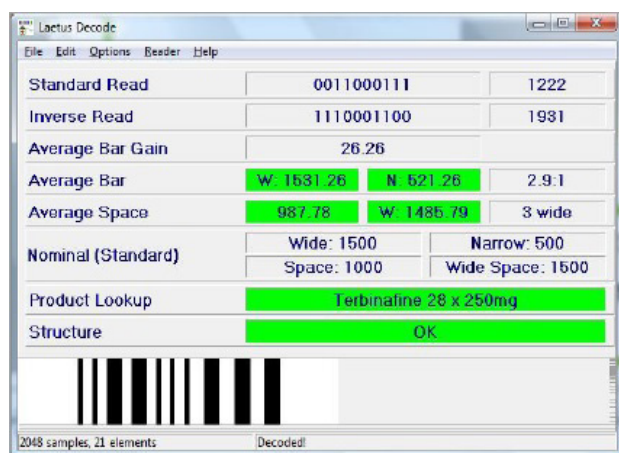 Laetus Decode
File Edit Options Reader Help
Standard Read 0011000111 1222
Inverse Read 1110001100 1931
Average Bar Gain 26.26
Average Bar W: 1531.26 N: 521.26 2.9:1
Average Space 987.78 W: 1485.79 3 wide
Nominal (Standard) Wide: 1500 Narrow: 500
Space: 1000 Wide Space: 1500
Product Lookup Terbinafine 28 x 250mg
Structure OK
2048 samples, 21 elements Decoded!